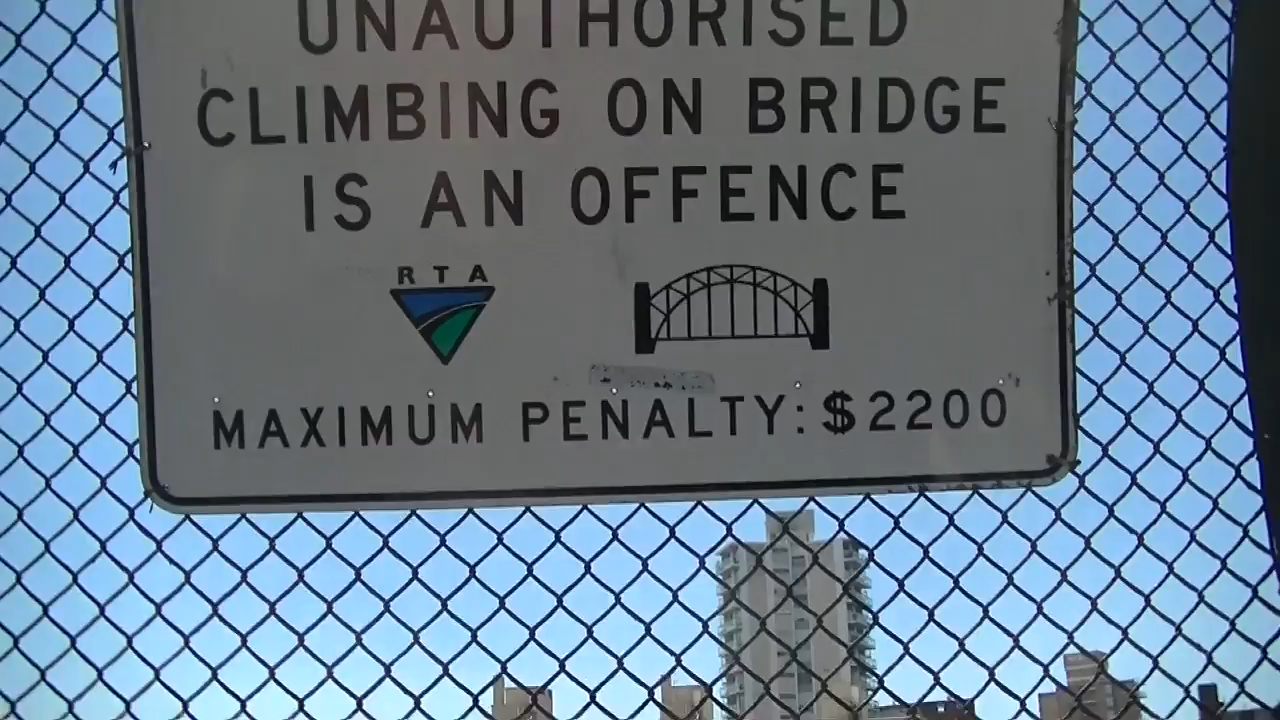 UNAUTHORISED
CLIMBING ON BRIDGE
IS AN OFFENCE
RTA
MAXIMUM PENALTY: $2200